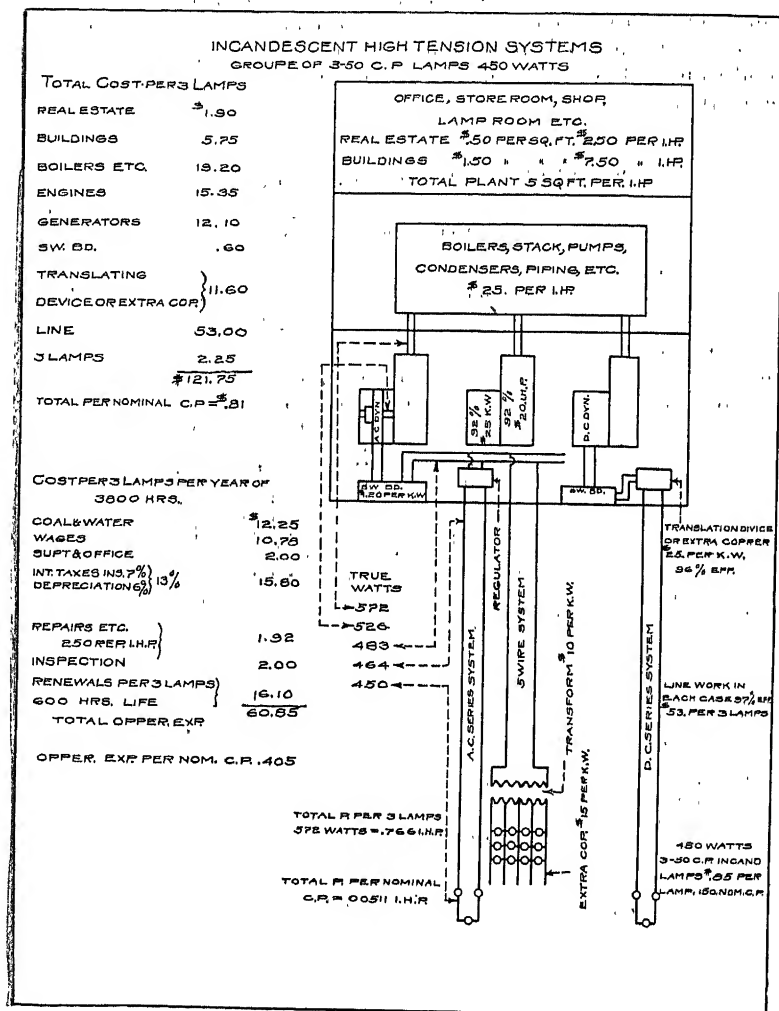 INCANDESCENT HIGH TENSION SYSTEMS
GROUPE OF 3-50 C.P. LAMPS 450 WATTS
TOTAL COST-PER 3 LAMPS
REAL ESTATE $1.90
BUILDINGS 5.75
BOILERS ETC. 19.20
ENGINES 15.35
GENERATORS 12.10
SW. BD. .60
TRANSLATING
DEVICE OR EXTRA COP. } 11.60
LINE 53.00
3 LAMPS 2.25
$121.75
TOTAL PER NOMINAL C.P = $.81
COST PER 3 LAMPS PER YEAR OF
3800 HRS.
COAL & WATER $12.25
WAGES 10.78
SUPT & OFFICE 2.00
INT. TAXES INS. 7% } 13%
DEPRECIATION 6% } 15.80
REPAIRS ETC.
250 PER I.H.P. } 1.92
INSPECTION 2.00
RENEWALS PER 3 LAMPS }
600 HRS. LIFE } 16.10
60.85
TOTAL OPPER. EXP
OPPER. EXP. PER NOM. C.P. .405
OFFICE, STORE ROOM, SHOP,
LAMP ROOM ETC.
REAL ESTATE $.50 PER SQ. FT. $2.50 PER I.HP.
BUILDINGS $1.50 " " $7.50 " I.HP.
TOTAL PLANT 5 SQ FT. PER. I.HP
BOILERS, STACK, PUMPS,
CONDENSERS, PIPING, ETC.
$25. PER I.HP.
A.C. DYN.
92%
$25 K.W.
92%
$20. I.H.P.
D.C. DYN.
SW. BD.
$1.20 PER K.W
SW. BD.
REGULATOR
TRANSLATION DIVICE
OR EXTRA COPPER
$25. PER K.W.
96% EFF.
TRUE
WATTS
572
526
483
464
450
A.C. SERIES SYSTEM.
5 WIRE SYSTEM
TRANSFORM $10 PER K.W.
EXTRA COP. $15 PER K.W.
D.C. SERIES SYSTEM
LINE WORK IN
EACH CASE 97% EFF.
$53. PER 3 LAMPS
TOTAL P. PER 3 LAMPS
572 WATTS = .766 I.H.P.
TOTAL P. PER NOMINAL
C.P. = .00511 I.H.P.
450 WATTS
3-50 C.P. INCAND
LAMPS $.85 PER
LAMP, 150. NOM. C.P.